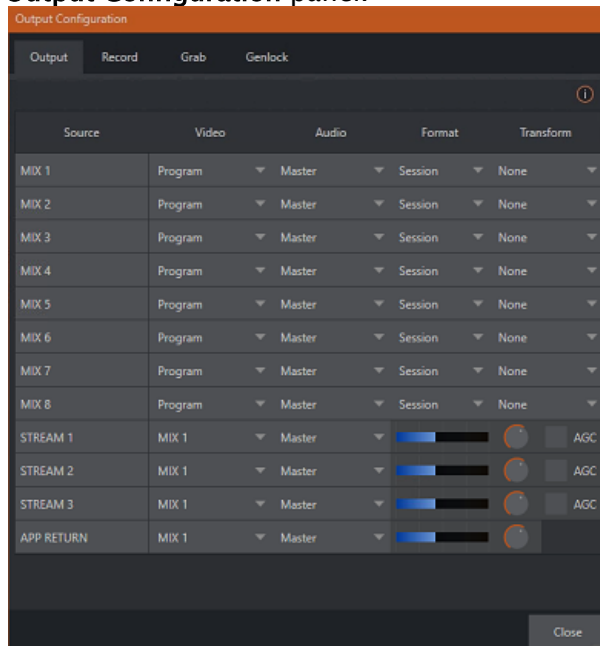 Output Configuration panel.
Output Configuration
Output Record Grab Genlock
Source Video Audio Format Transform
MIX 1 Program Master Session None
MIX 2 Program Master Session None
MIX 3 Program Master Session None
MIX 4 Program Master Session None
MIX 5 Program Master Session None
MIX 6 Program Master Session None
MIX 7 Program Master Session None
MIX 8 Program Master Session None
STREAM 1 MIX 1 Master AGC
STREAM 2 MIX 1 Master AGC
STREAM 3 MIX 1 Master AGC
APP RETURN MIX 1 Master
Close